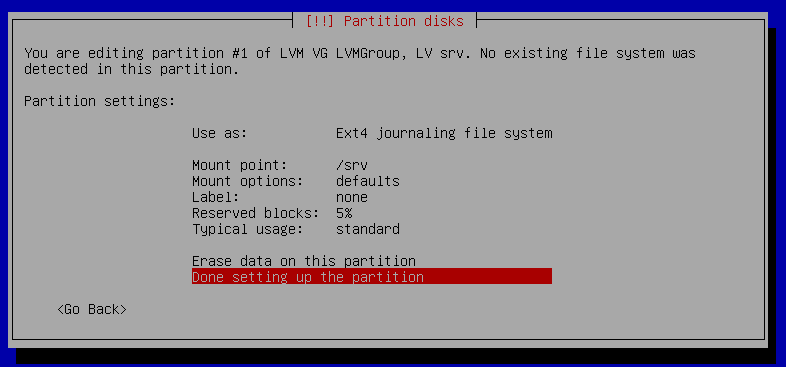 [!!] Partition disks
You are editing partition #1 of LVM VG LVMGroup, LV srv. No existing file system was
detected in this partition.
Partition settings:
Use as: Ext4 journaling file system
Mount point: /srv
Mount options: defaults
Label: none
Reserved blocks: 5%
Typical usage: standard
Erase data on this partition
Done setting up the partition
<Go Back>